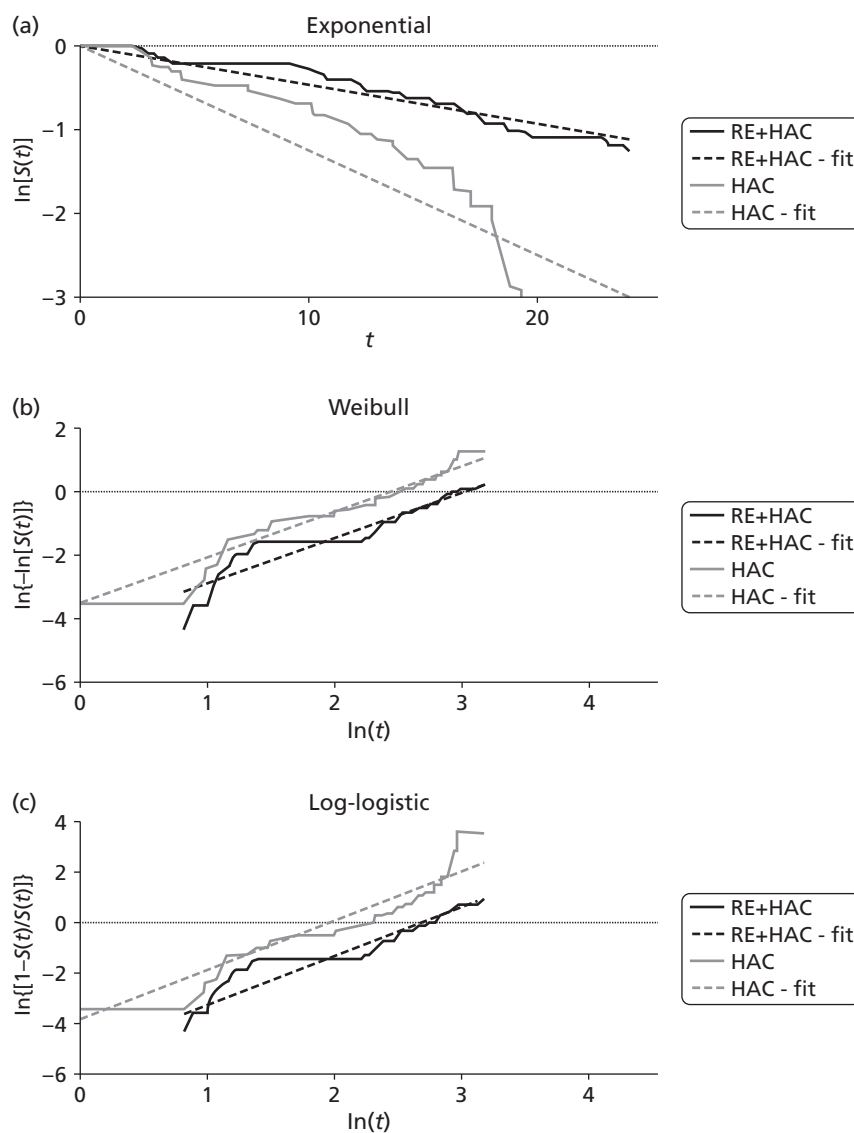 (a) Exponential
0
−1
−2
−3
ln[S(t)]
0 10 20
t
RE+HAC
RE+HAC - fit
HAC
HAC - fit
(b) Weibull
2
0
−2
−4
−6
ln{−ln[S(t)]}
0 1 2 3 4
ln(t)
RE+HAC
RE+HAC - fit
HAC
HAC - fit
(c) Log-logistic
4
2
0
−2
−4
−6
ln{[1−S(t)/S(t)]}
0 1 2 3 4
ln(t)
RE+HAC
RE+HAC - fit
HAC
HAC - fit